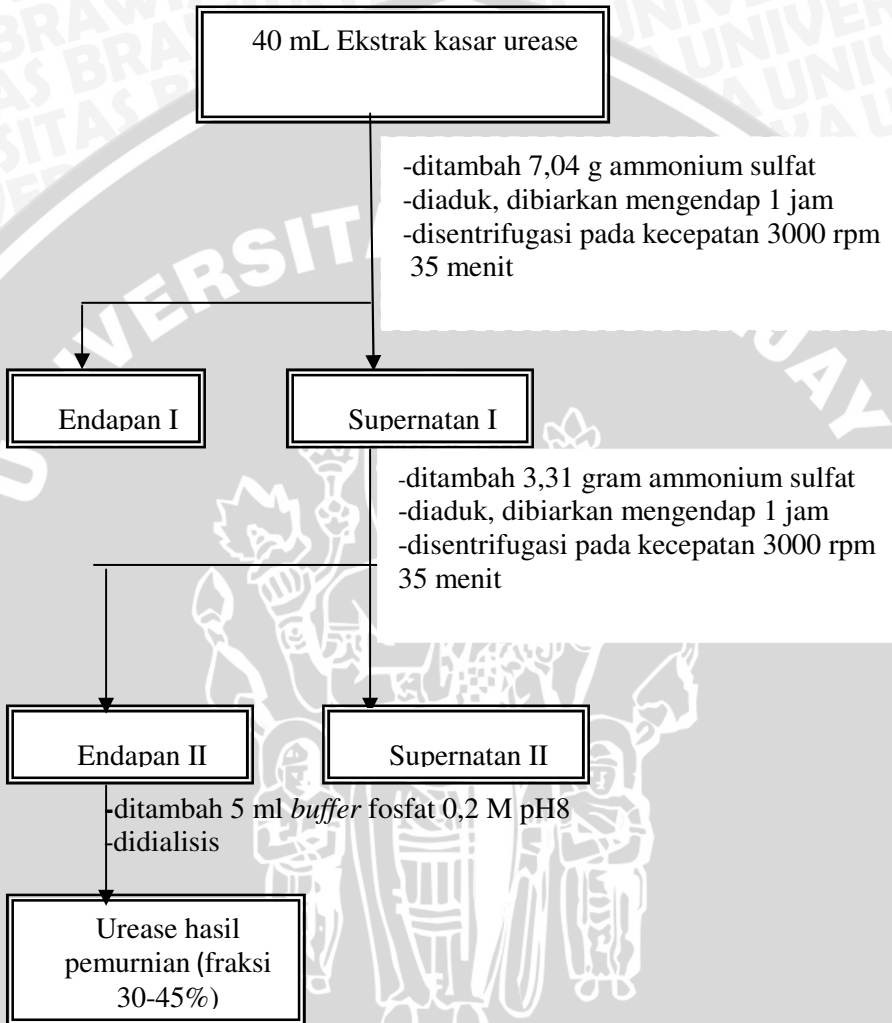 40 mL Ekstrak kasar urease
-ditambah 7,04 g ammonium sulfat
-diaduk, dibiarkan mengendap 1 jam
-disentrifugasi pada kecepatan 3000 rpm
35 menit
Endapan I
Supernatan I
-ditambah 3,31 gram ammonium sulfat
-diaduk, dibiarkan mengendap 1 jam
-disentrifugasi pada kecepatan 3000 rpm
35 menit
Endapan II
Supernatan II
-ditambah 5 ml buffer fosfat 0,2 M pH8
-didialisis
Urease hasil
pemurnian (fraksi
30-45%)